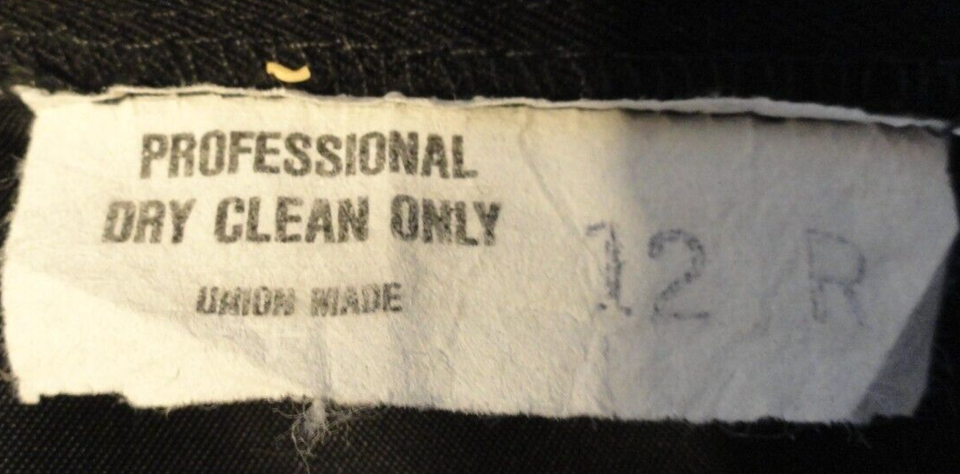 PROFESSIONAL
DRY CLEAN ONLY
UNION MADE
12 R